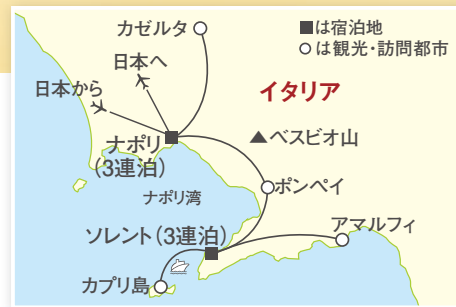 カゼルタ
■は宿泊地
○は観光・訪問都市
日本へ
日本から
イタリア
ナポリ
(3連泊)
▲ベスビオ山
ナポリ湾
ポンペイ
ソレント(3連泊)
アマルフィ
カプリ島